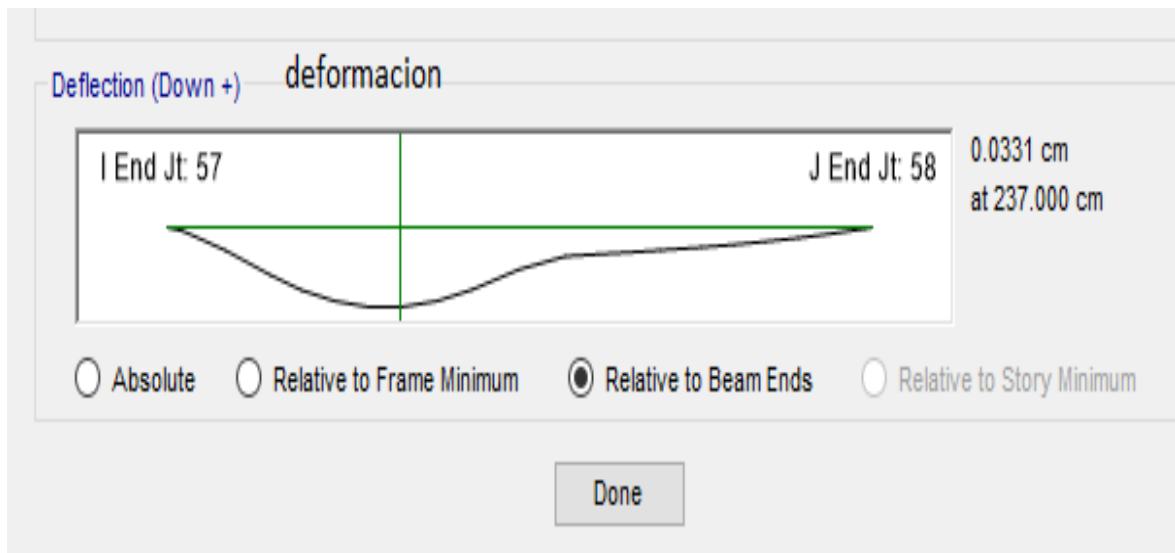 Deflection (Down +) deformacion
I End Jt: 57 J End Jt: 58
0.0331 cm
at 237.000 cm
Absolute Relative to Frame Minimum Relative to Beam Ends Relative to Story Minimum
Done